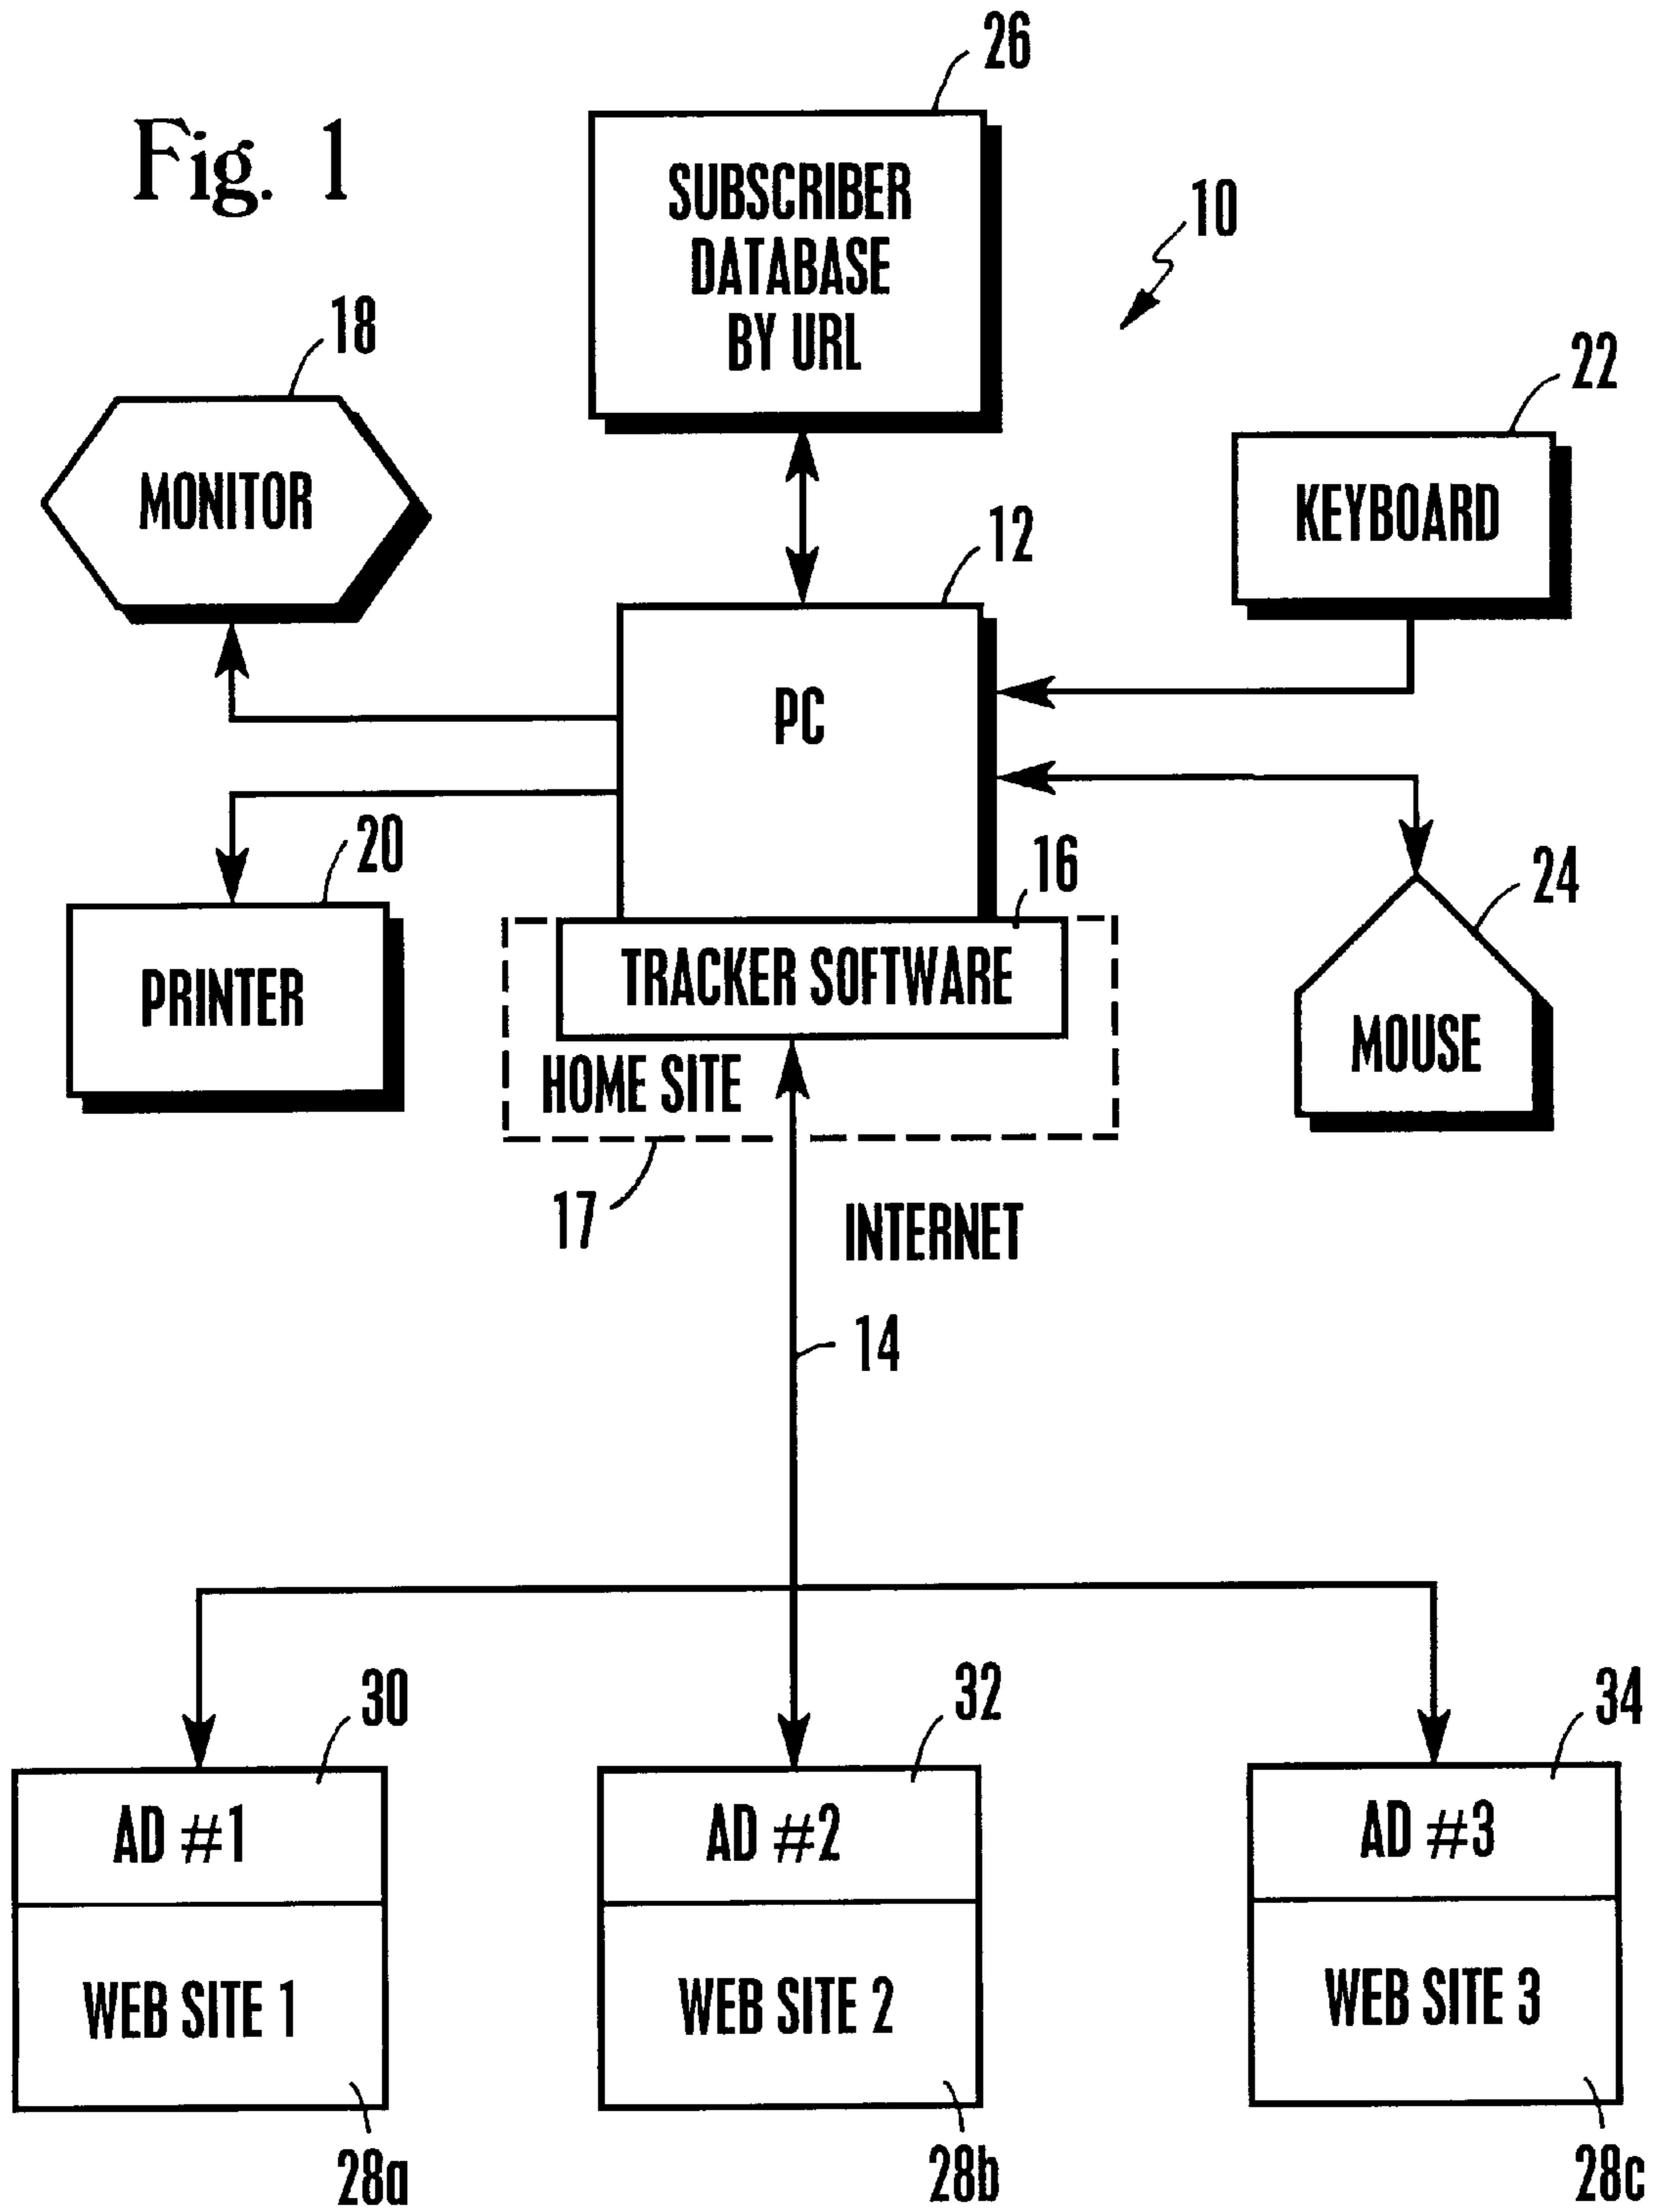 Fig. 1
26
SUBSCRIBER
DATABASE
BY URL
10
18
MONITOR
22
KEYBOARD
12
PC
20
PRINTER
16
TRACKER SOFTWARE
HOME SITE
17
24
MOUSE
INTERNET
14
30
AD #1
WEB SITE 1
28a
32
AD #2
WEB SITE 2
28b
34
AD #3
WEB SITE 3
28c